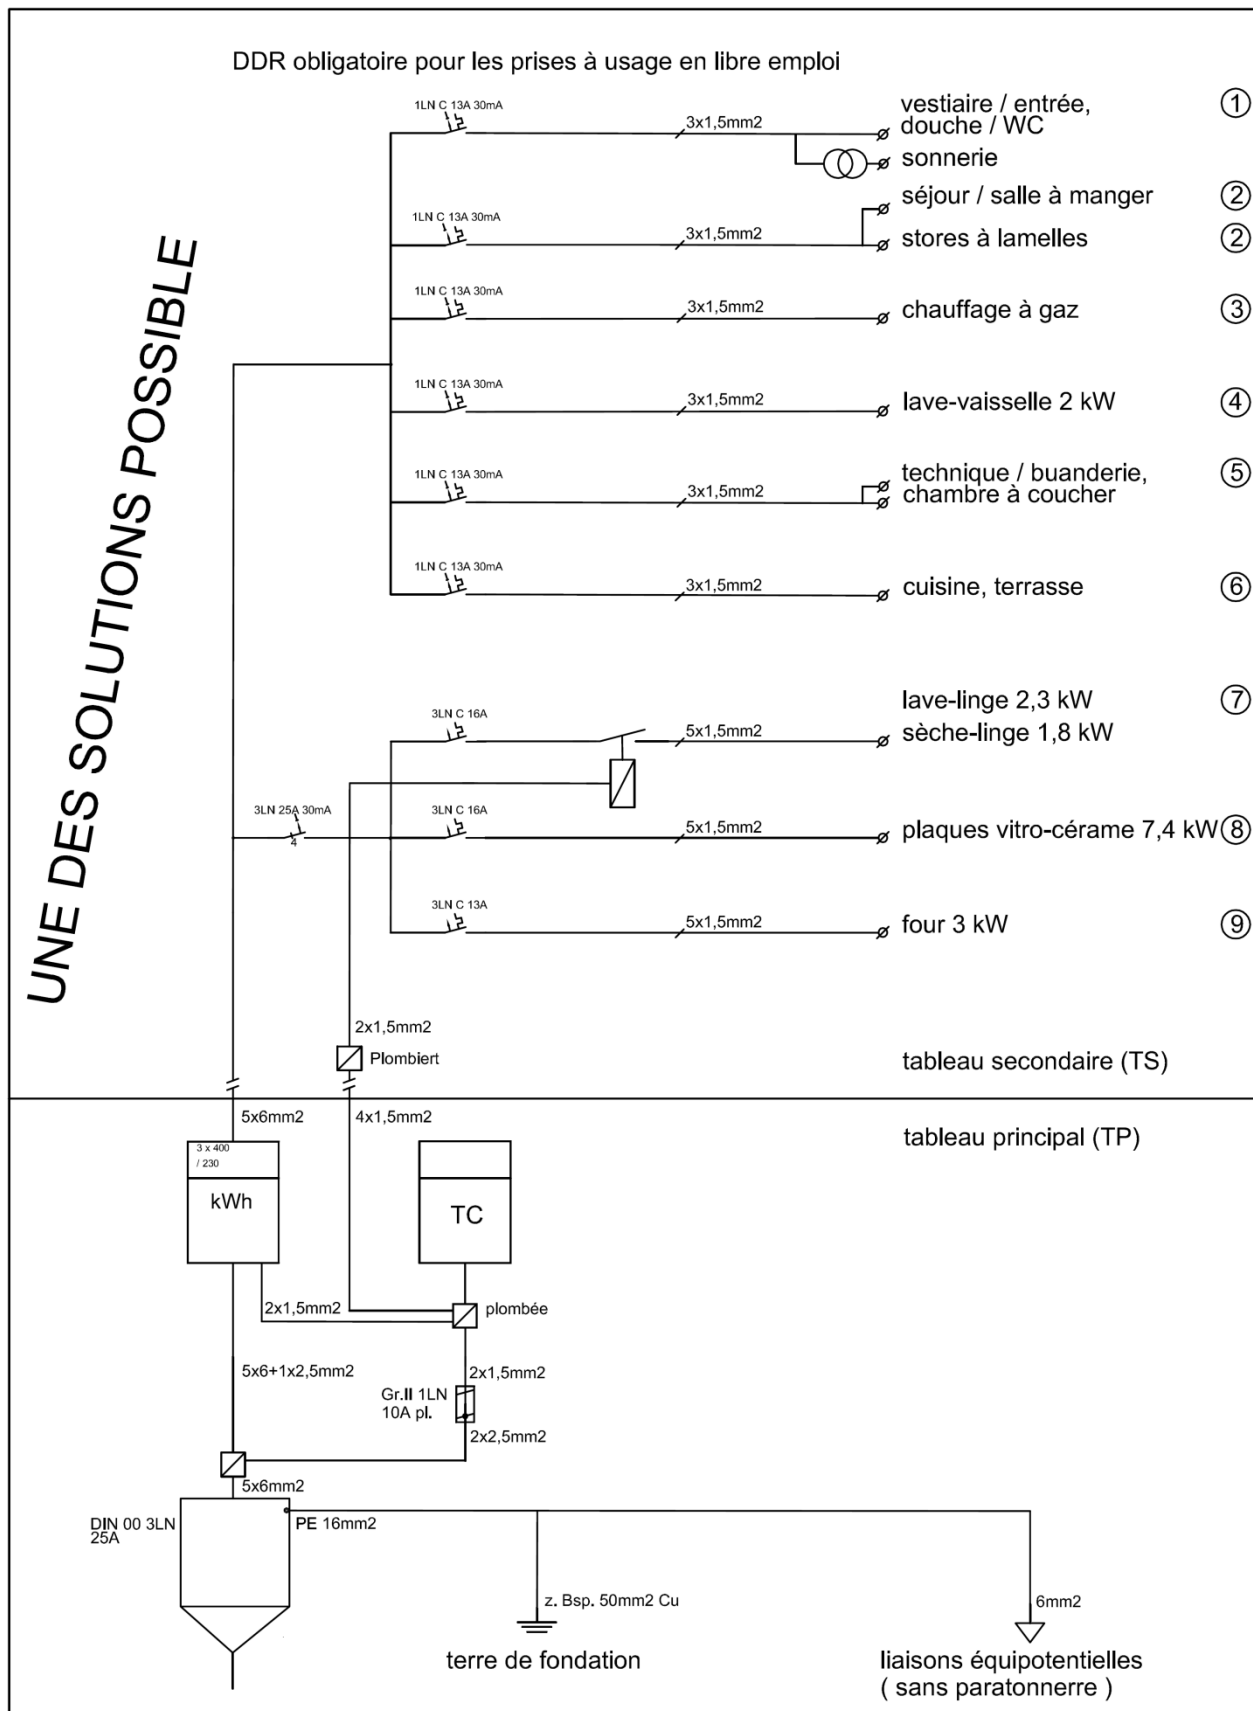 DDR obligatoire pour les prises à usage en libre emploi
1LN C 13A 30mA
3x1,5mm2
vestiaire / entrée,
douche / WC
1
sonnerie
séjour / salle à manger
2
1LN C 13A 30mA
3x1,5mm2
stores à lamelles
2
1LN C 13A 30mA
3x1,5mm2
chauffage à gaz
3
1LN C 13A 30mA
3x1,5mm2
lave-vaisselle 2 kW
4
1LN C 13A 30mA
3x1,5mm2
technique / buanderie,
chambre à coucher
5
1LN C 13A 30mA
3x1,5mm2
cuisine, terrasse
6
UNE DES SOLUTIONS POSSIBLE
lave-linge 2,3 kW
7
3LN C 16A
5x1,5mm2
sèche-linge 1,8 kW
3LN 25A 30mA
4
3LN C 16A
5x1,5mm2
plaques vitro-cérame 7,4 kW
8
3LN C 13A
5x1,5mm2
four 3 kW
9
2x1,5mm2
Plombiert
tableau secondaire (TS)
5x6mm2
4x1,5mm2
tableau principal (TP)
3 x 400
/ 230
kWh
TC
2x1,5mm2
plombée
5x6+1x2,5mm2
2x1,5mm2
Gr.II 1LN
10A pl.
2x2,5mm2
5x6mm2
DIN 00 3LN
25A
PE 16mm2
z. Bsp. 50mm2 Cu
6mm2
terre de fondation
liaisons équipotentielles
( sans paratonnerre )